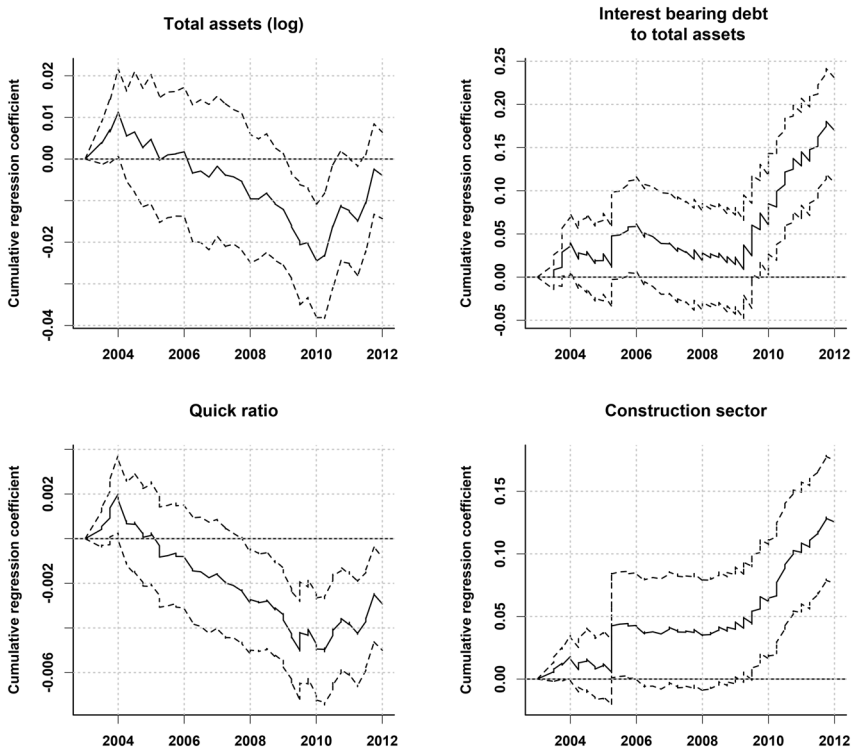 Total assets (log)
Cumulative regression coefficient
0.02
0.01
0.00
-0.02
-0.04
2004 2006 2008 2010 2012
Interest bearing debt
to total assets
Cumulative regression coefficient
0.25
0.20
0.15
0.10
0.05
0.00
-0.05
2004 2006 2008 2010 2012
Quick ratio
Cumulative regression coefficient
0.002
-0.002
-0.006
2004 2006 2008 2010 2012
Construction sector
Cumulative regression coefficient
0.15
0.10
0.05
0.00
2004 2006 2008 2010 2012